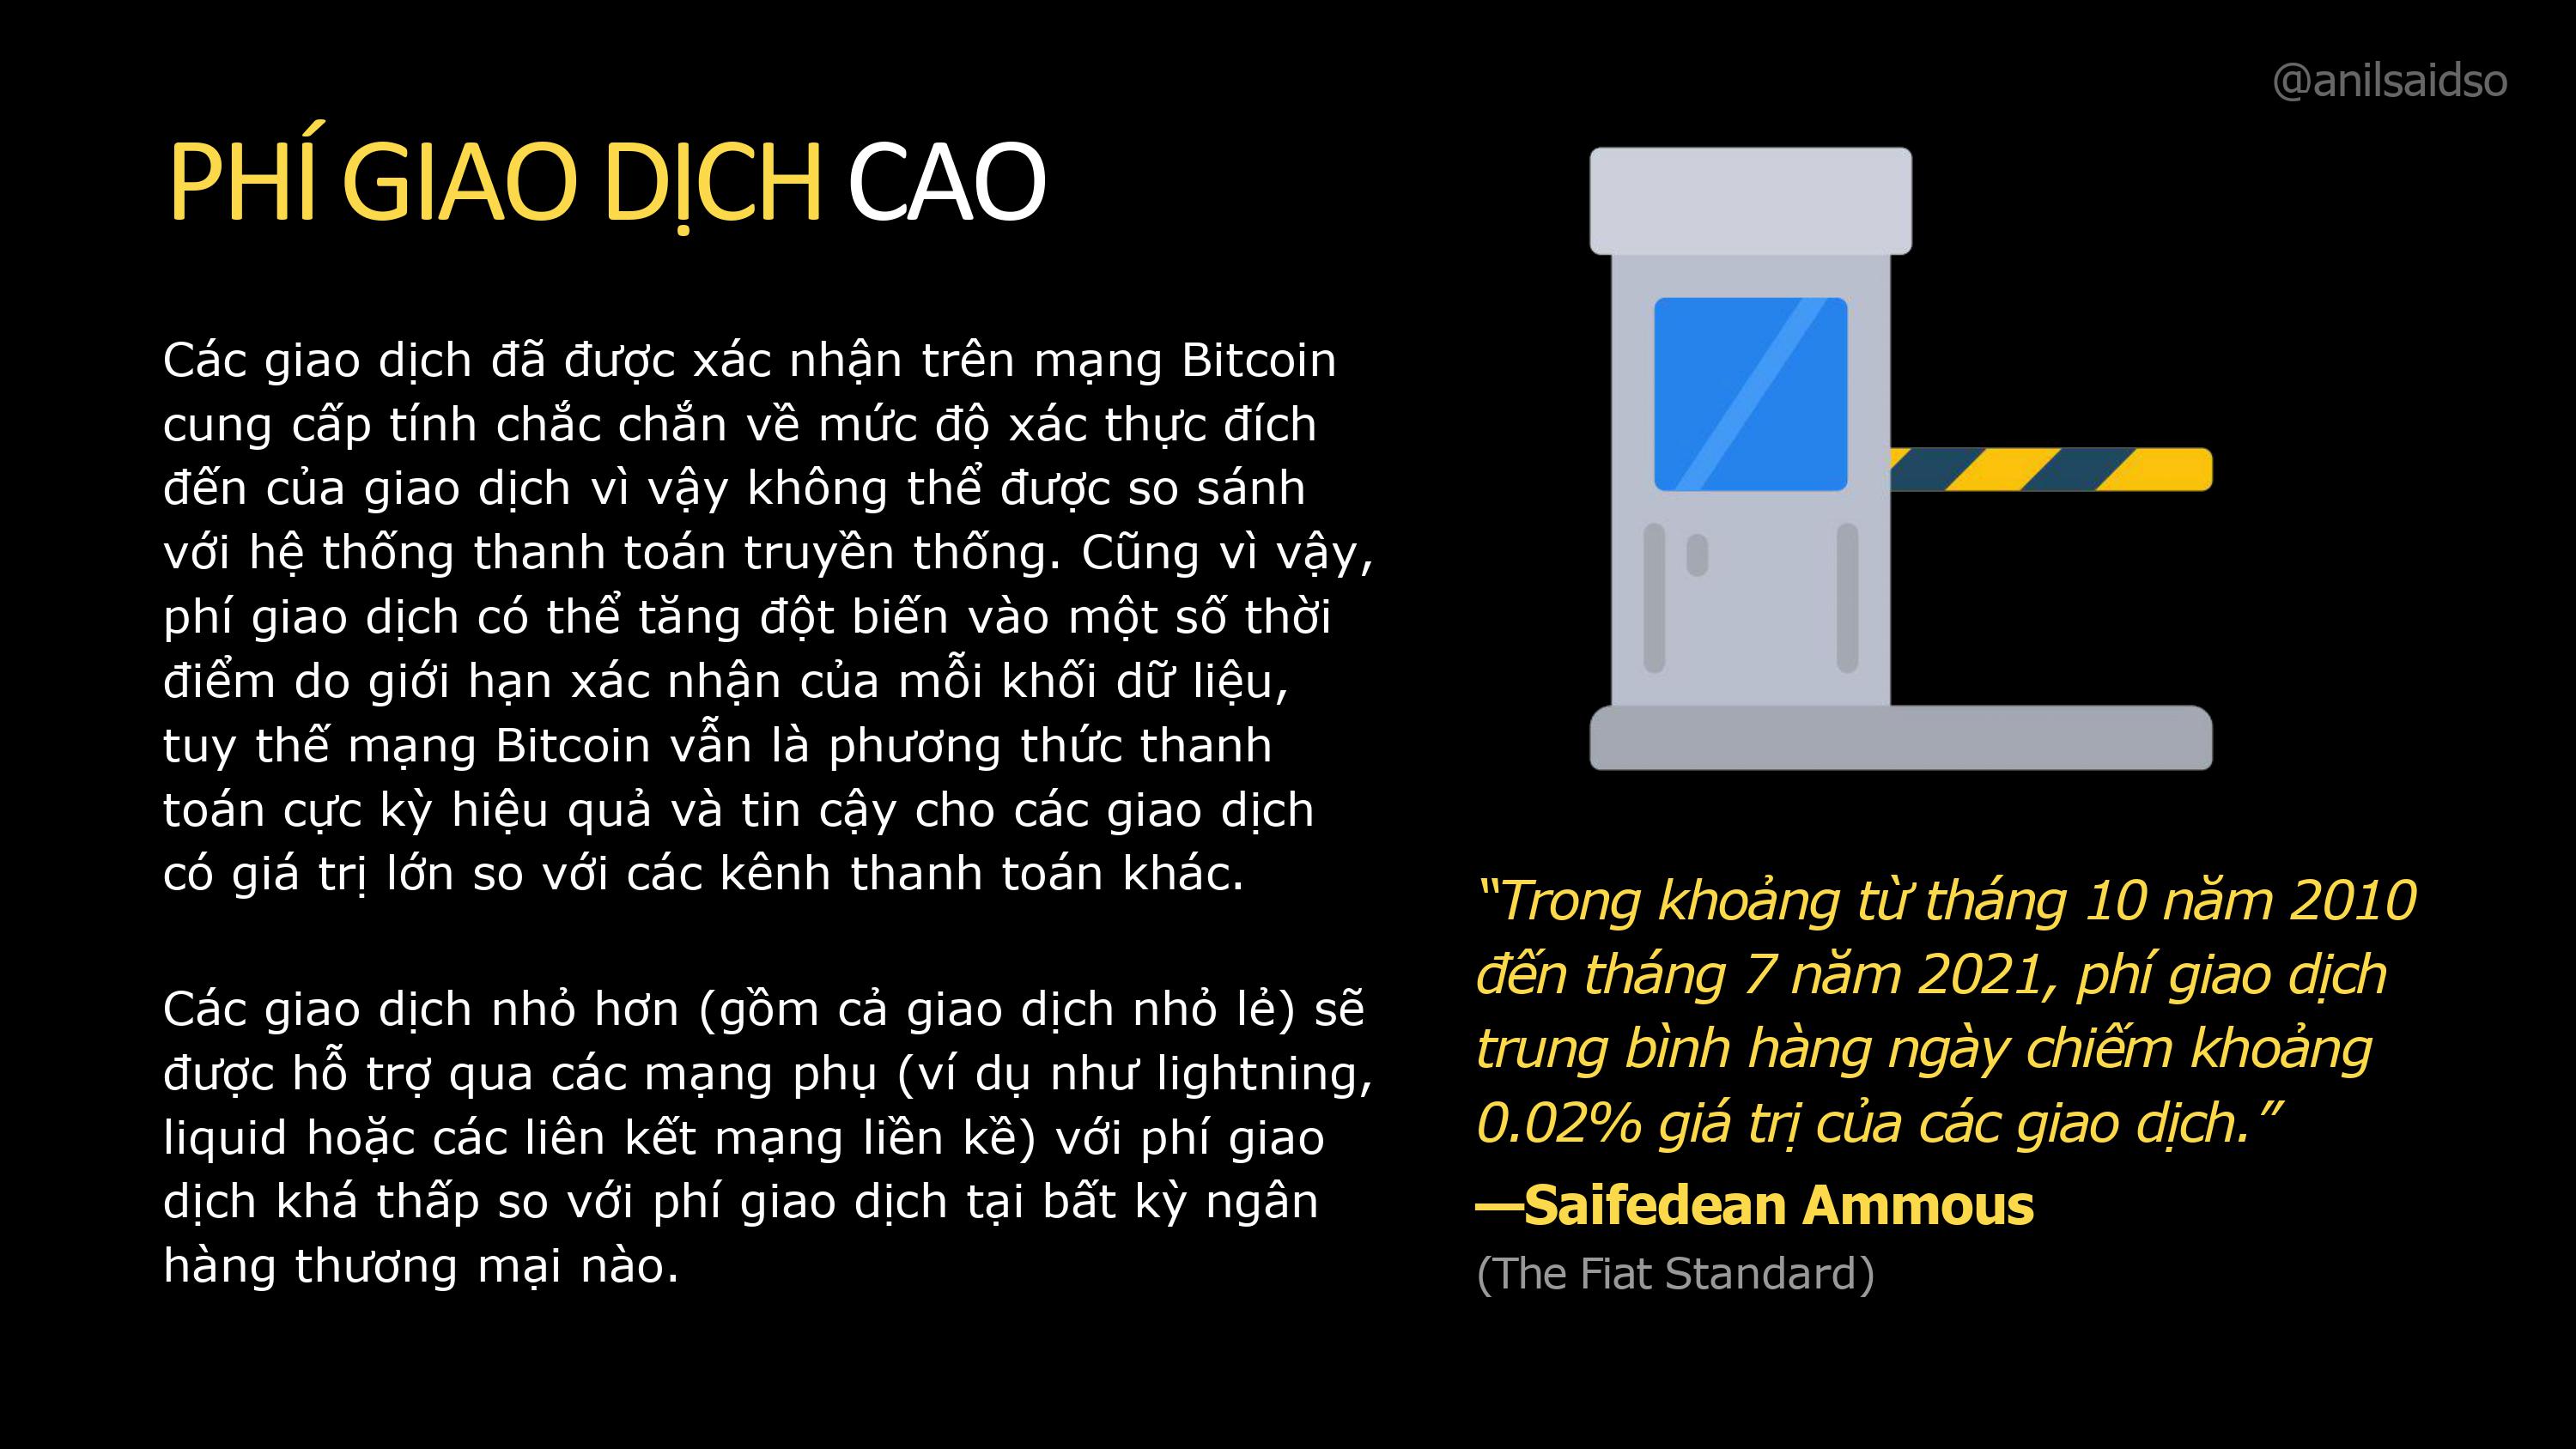 @anilsaidso
PHÍ GIAO DỊCH CAO
Các giao dịch đã được xác nhận trên mạng Bitcoin
cung cấp tính chắc chắn về mức độ xác thực đích
đến của giao dịch vì vậy không thể được so sánh
với hệ thống thanh toán truyền thống. Cũng vì vậy,
phí giao dịch có thể tăng đột biến vào một số thời
điểm do giới hạn xác nhận của mỗi khối dữ liệu,
tuy thế mạng Bitcoin vẫn là phương thức thanh
toán cực kỳ hiệu quả và tin cậy cho các giao dịch
có giá trị lớn so với các kênh thanh toán khác.
Các giao dịch nhỏ hơn (gồm cả giao dịch nhỏ lẻ) sẽ
được hỗ trợ qua các mạng phụ (ví dụ như lightning,
liquid hoặc các liên kết mạng liền kề) với phí giao
dịch khá thấp so với phí giao dịch tại bất kỳ ngân
hàng thương mại nào.
“Trong khoảng từ tháng 10 năm 2010
đến tháng 7 năm 2021, phí giao dịch
trung bình hàng ngày chiếm khoảng
0.02% giá trị của các giao dịch.”
—Saifedean Ammous
(The Fiat Standard)